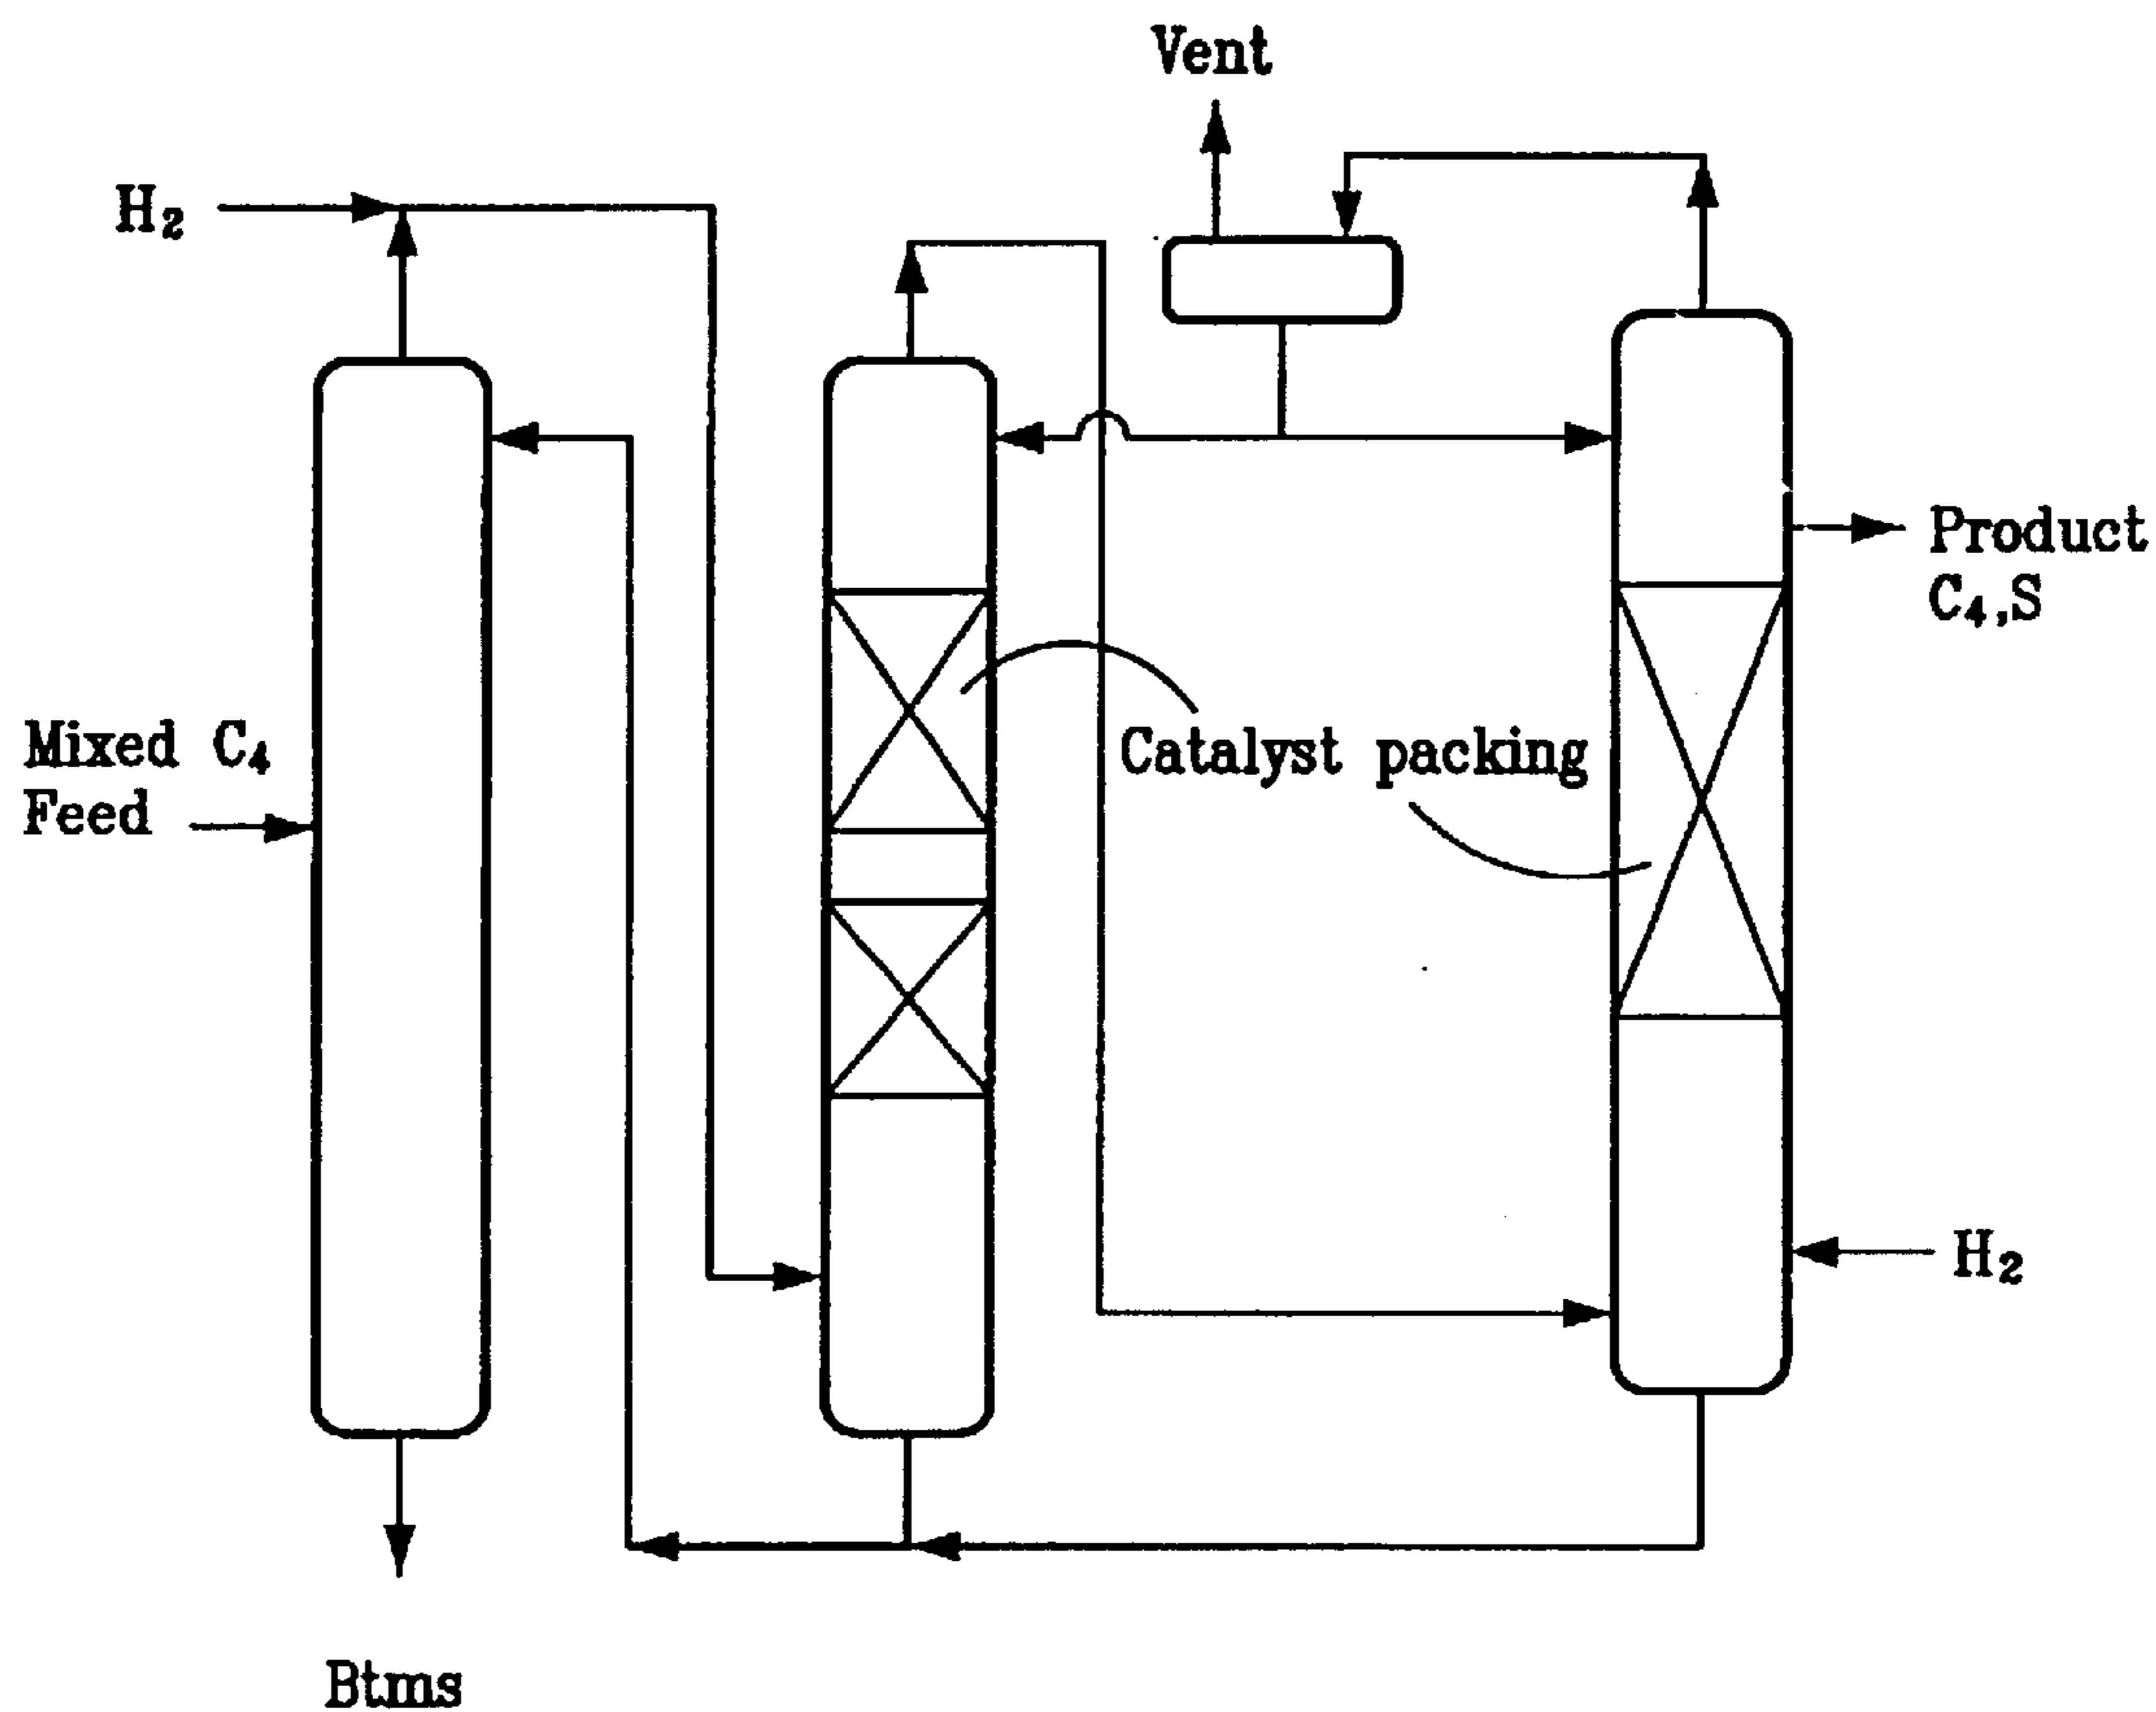 Vent
H₂
Product
C₄,S
Mixed C₄
Feed
Catalyst packing
H₂
Btms